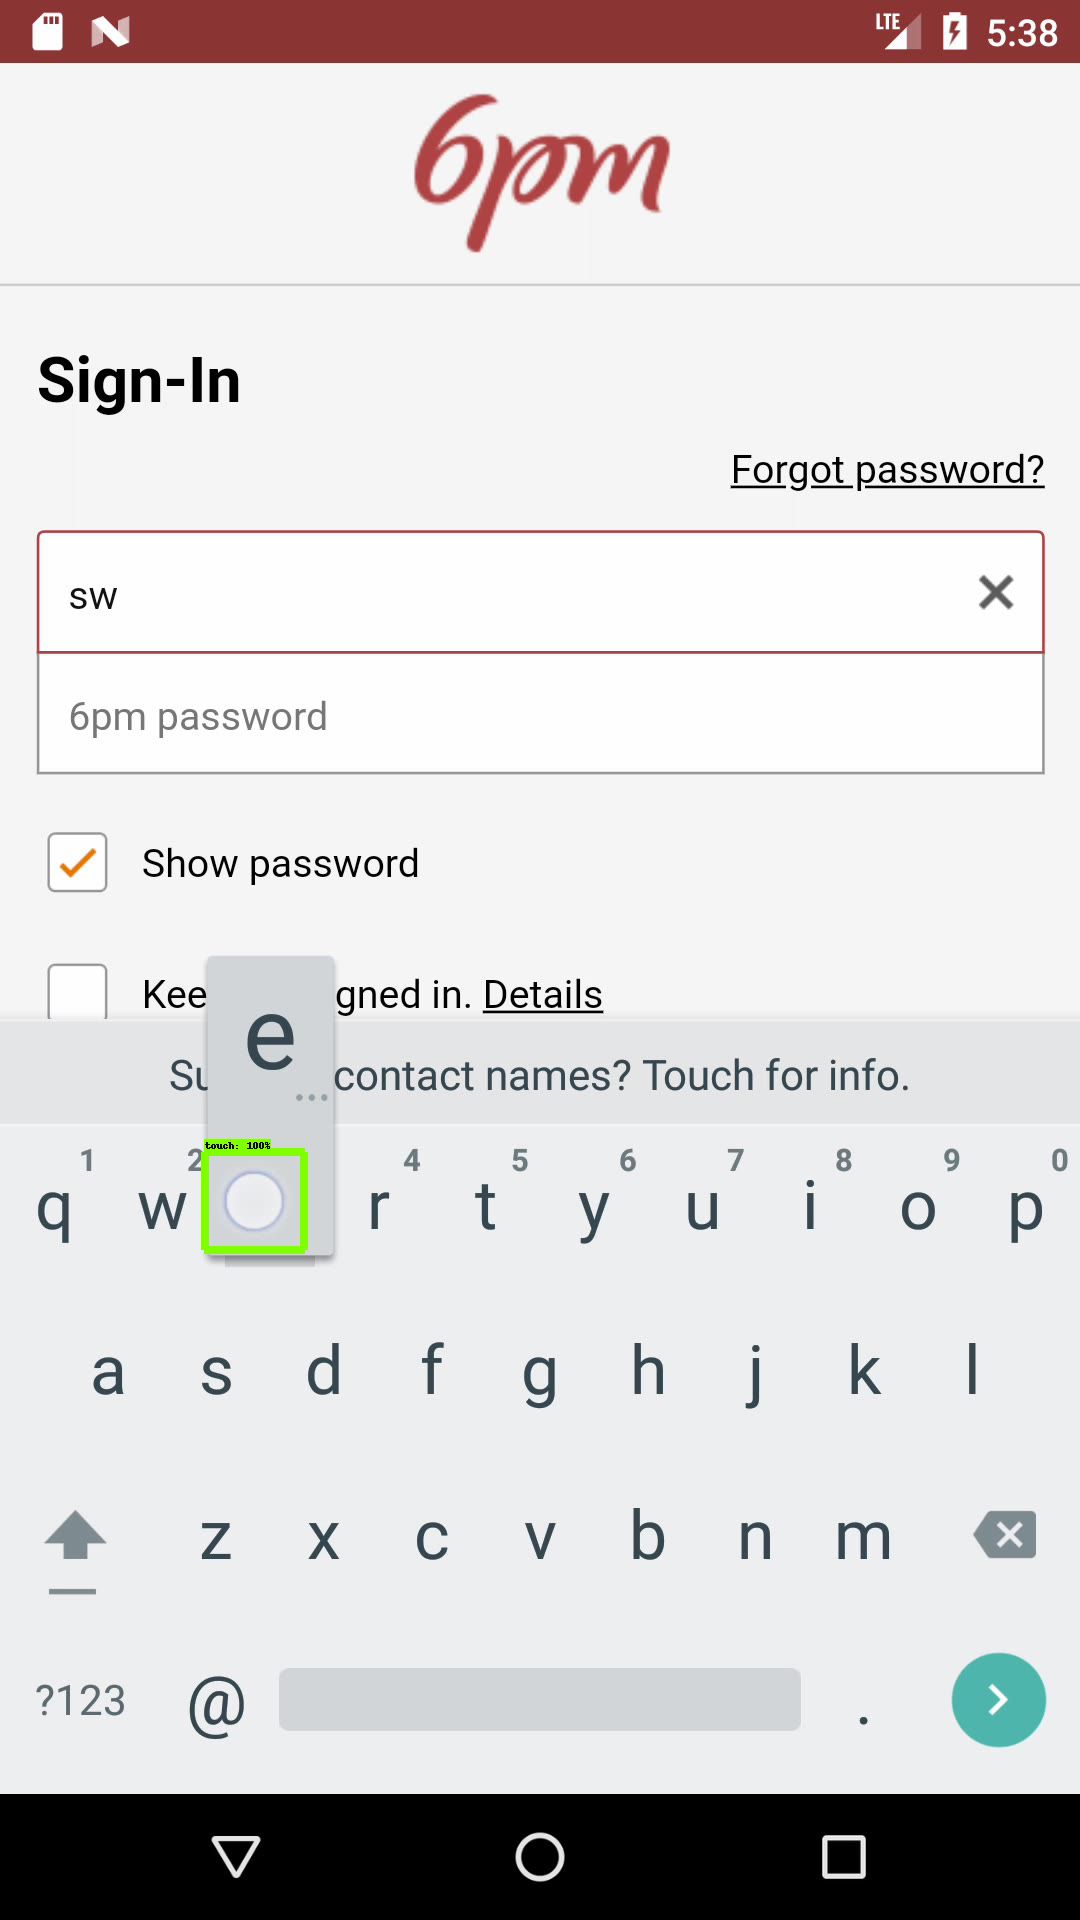 LTE 5:38
6pm
Sign-In
Forgot password?
sw
6pm password
Show password
Kee gned in. Details
e
Su contact names? Touch for info.
touch: 100%
1 2 4 5 6 7 8 9 0
q w r t y u i o p
a s d f g h j k l
z x c v b n m
?123 @ .